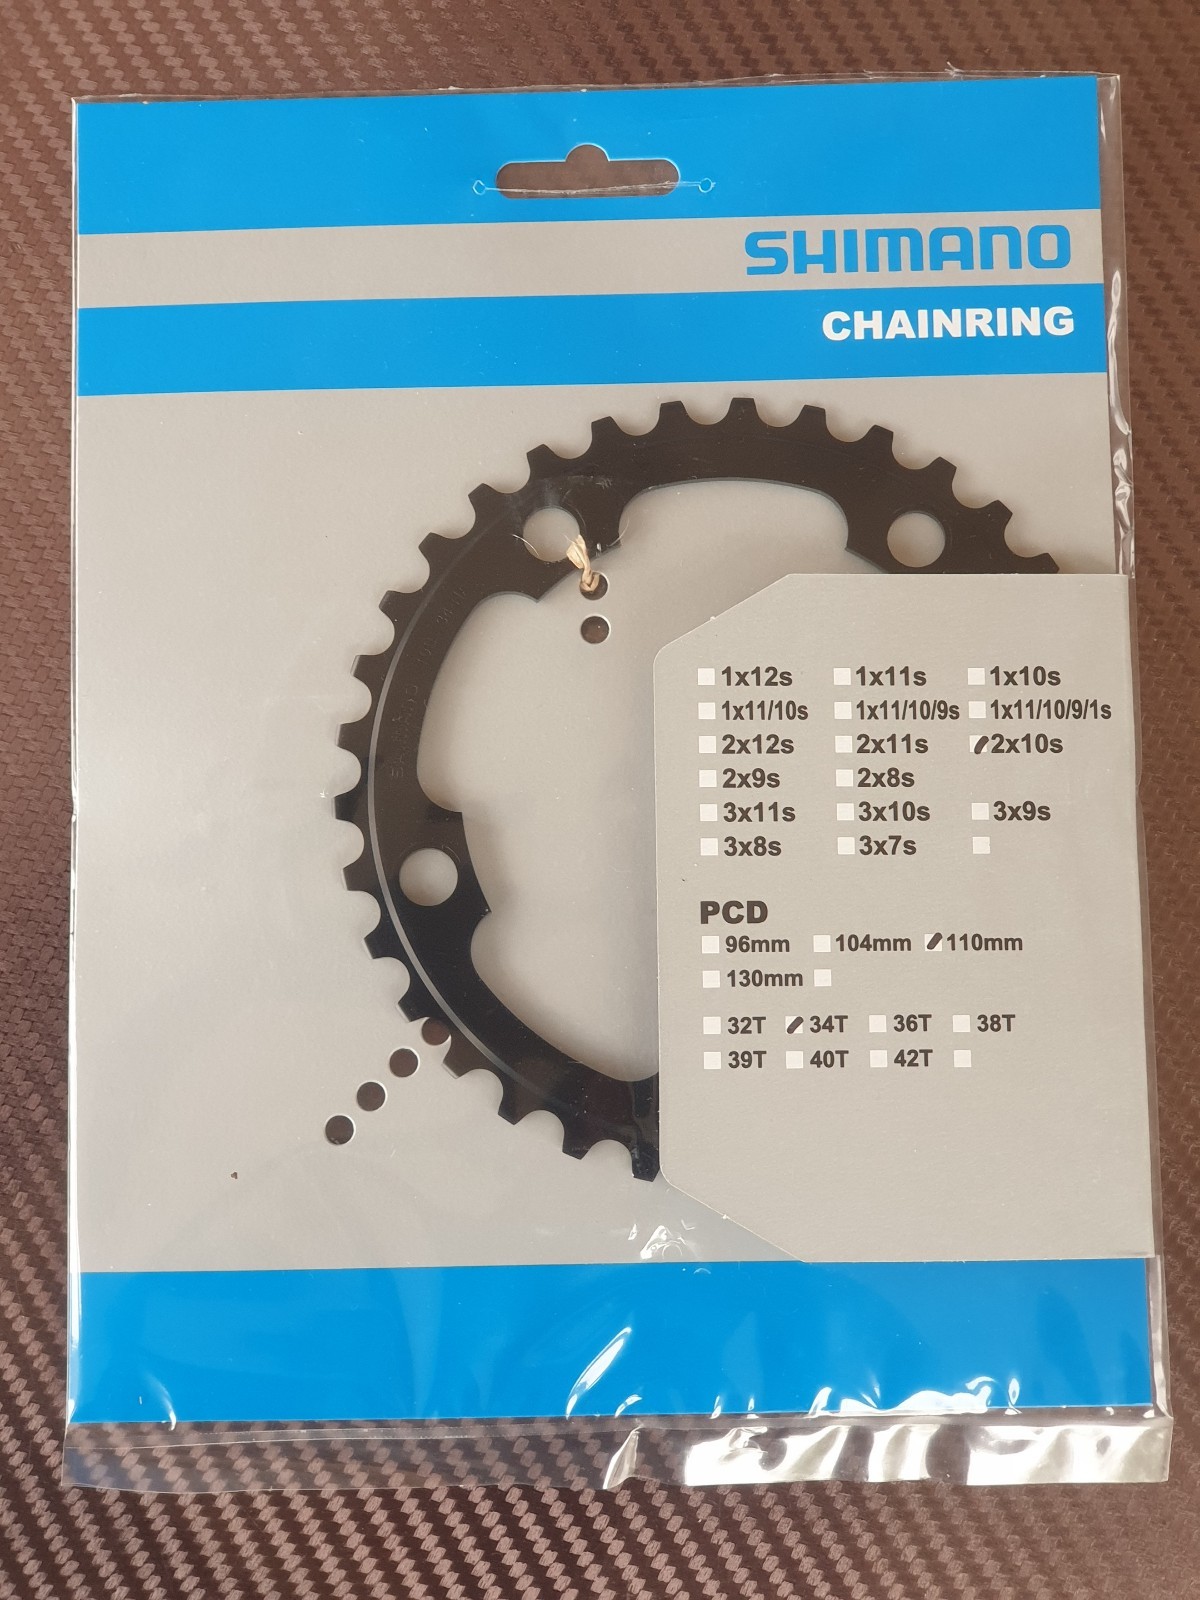 SHIMANO
CHAINRING
1x12s 1x11s 1x10s
1x11/10s 1x11/10/9s 1x11/10/9/1s
2x12s 2x11s 2x10s
2x9s 2x8s
3x11s 3x10s 3x9s
3x8s 3x7s
PCD
96mm 104mm 110mm
130mm
32T 34T 36T 38T
39T 40T 42T
SHIMANO